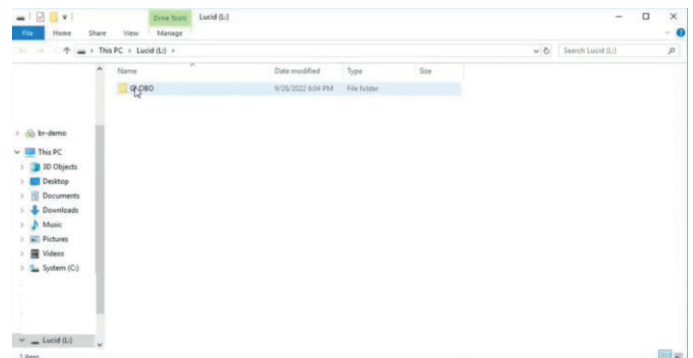 Drive Tools Lucid (L:)
File Home Share View Manage
This PC > Lucid (L:) >
Search Lucid (L:)
Name Date modified Type Size
GLOBO 9/26/2022 6:04 PM File folder
br-demo
This PC
3D Objects
Desktop
Documents
Downloads
Music
Pictures
Videos
System (C:)
Lucid (L:)
1 item